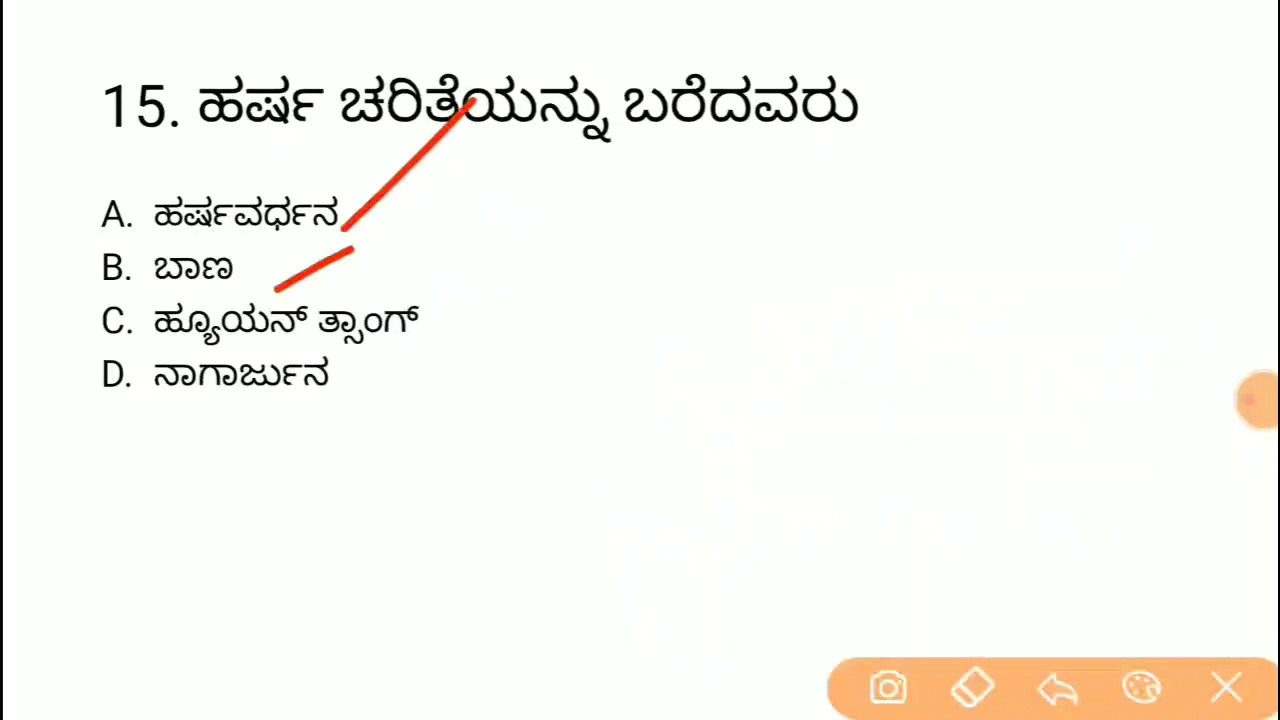 15. ಹರ್ಷ ಚರಿತೆಯನ್ನು ಬರೆದವರು
A. ಹರ್ಷವರ್ಧನ
B. ಬಾಣ
C. ಹ್ಯೂಯನ್ ತ್ಸಾಂಗ್
D. ನಾಗಾರ್ಜುನ